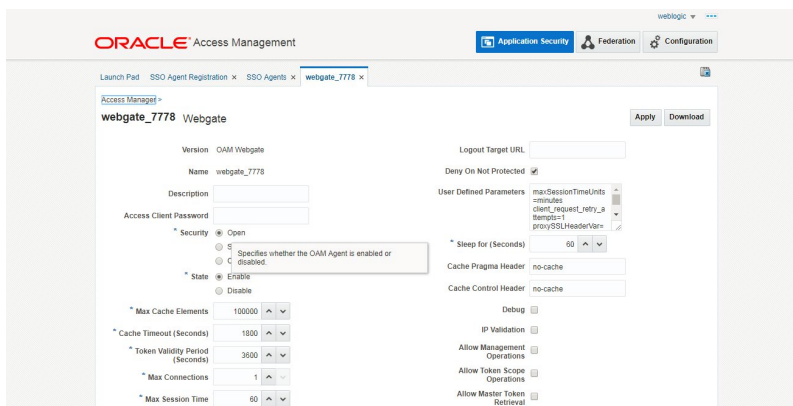 weblogic
ORACLE Access Management
Application Security
Federation
Configuration
Launch Pad
SSO Agent Registration ×
SSO Agents ×
webgate_7778 ×
Access Manager >
webgate_7778 Webgate
Apply
Download
Version OAM Webgate
Name webgate_7778
Description
Access Client Password
* Security Open
Specifies whether the OAM Agent is enabled or
disabled.
* State Enable
Disable
* Max Cache Elements 100000
* Cache Timeout (Seconds) 1800
* Token Validity Period
(Seconds) 3600
* Max Connections 1
* Max Session Time 60
Logout Target URL
Deny On Not Protected
User Defined Parameters
maxSessionTimeUnits
=minutes
client_request_retry_a
ttempts=1
proxySSLHeaderVar=
* Sleep for (Seconds) 60
Cache Pragma Header no-cache
Cache Control Header no-cache
Debug
IP Validation
Allow Management
Operations
Allow Token Scope
Operations
Allow Master Token
Retrieval